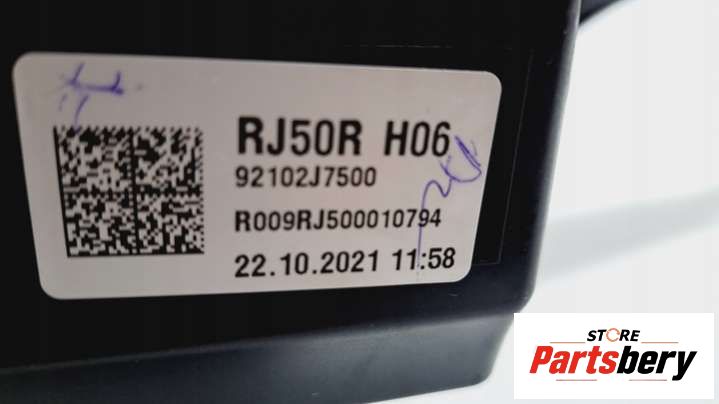 RJ50R H06
92102J7500
R009RJ500010794
22.10.2021 11:58
STORE
Partsbery